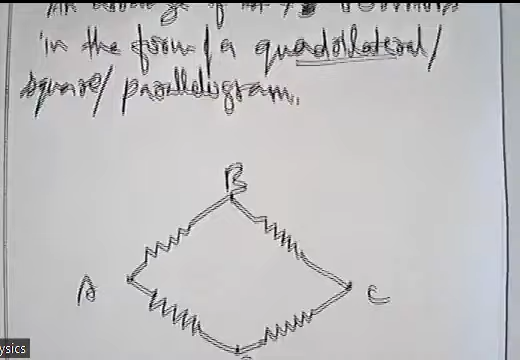 in the form of a quadrilateral/
square/ parallelogram.
B
A
C
ysics